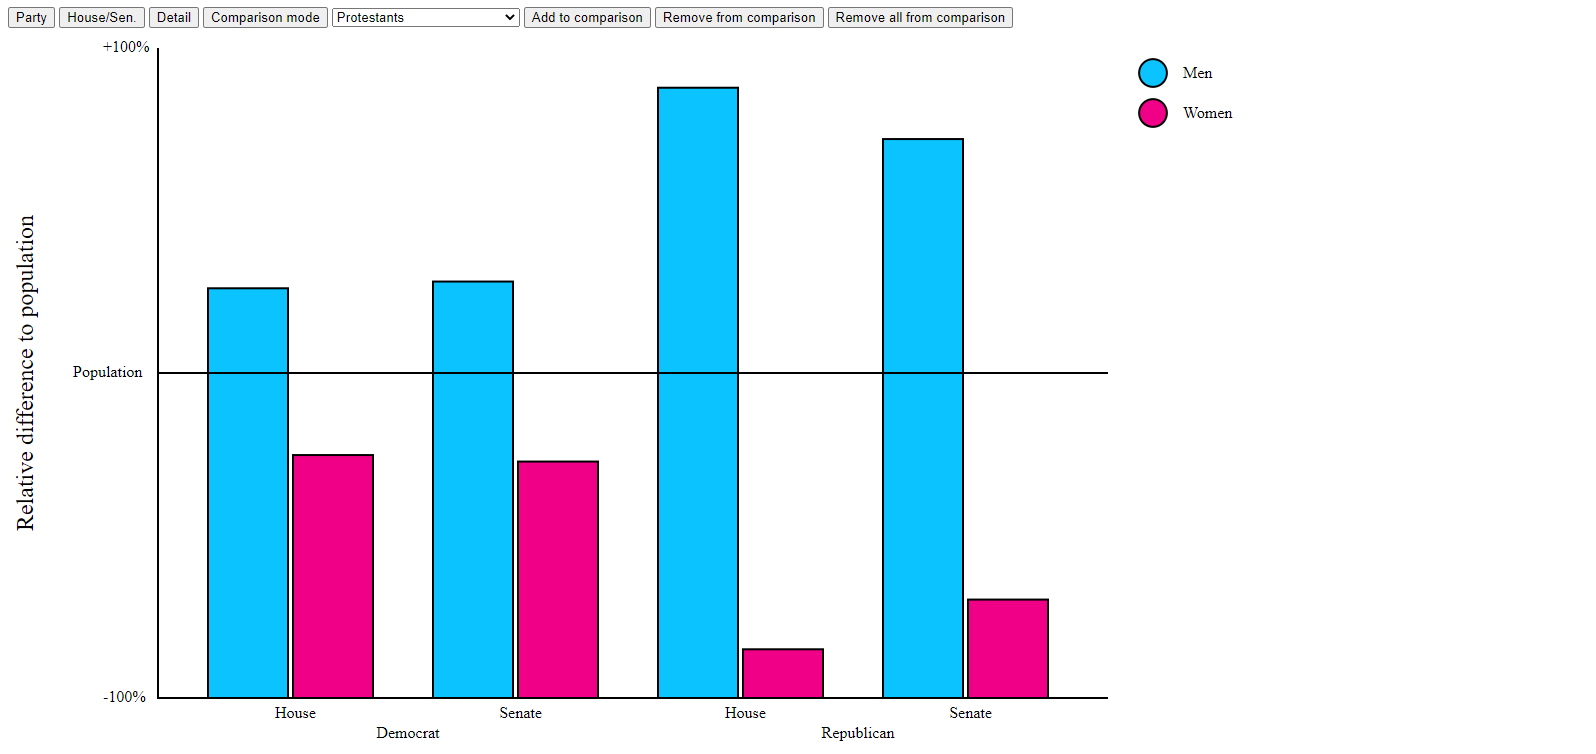 Party House/Sen. Detail Comparison mode Protestants Add to comparison Remove from comparison Remove all from comparison
+100%
Men
Women
Relative difference to population
Population
-100%
House Senate House Senate
Democrat Republican